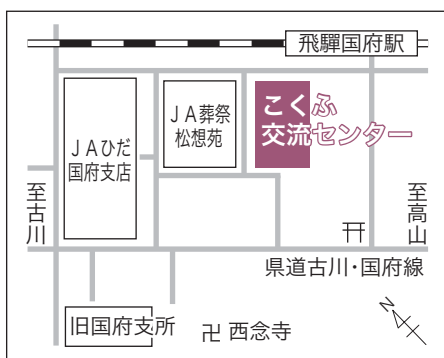 飛騨国府駅
こくふ
交流センター
ＪＡ葬祭
松想苑
ＪＡひだ
国府支店
至古川
至高山
県道古川・国府線
旧国府支所
卍 西念寺
N